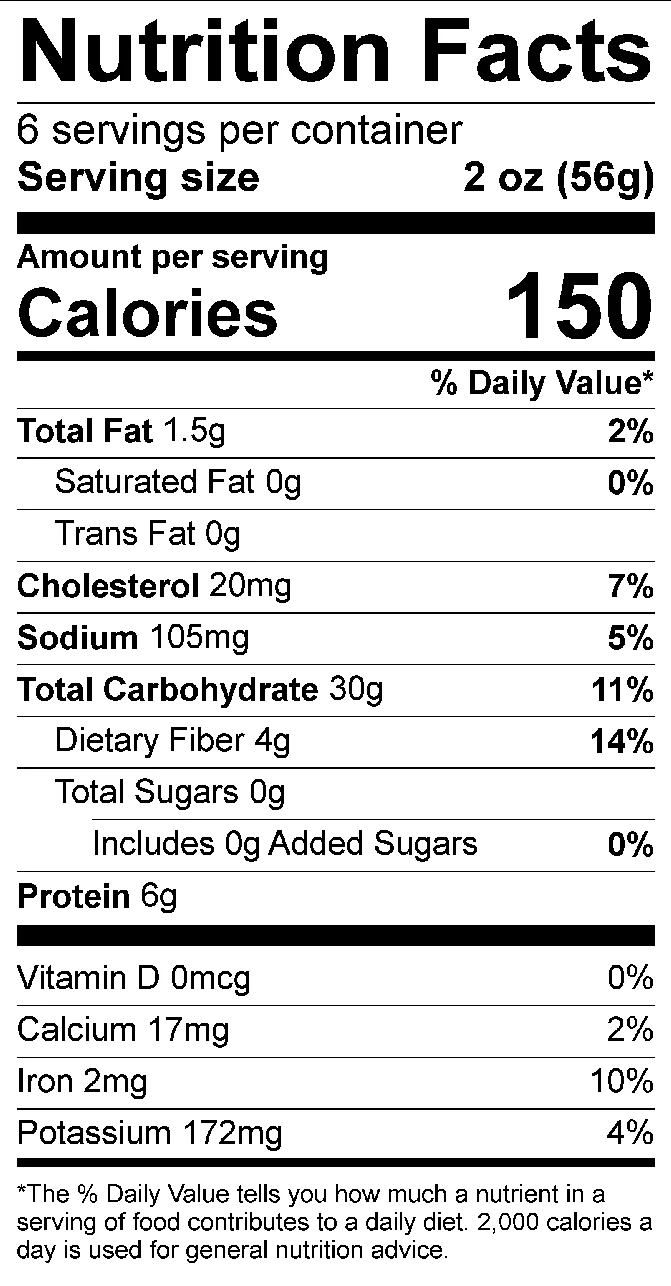 Nutrition Facts
6 servings per container
Serving size 2 oz (56g)
Amount per serving
Calories 150
% Daily Value*
Total Fat 1.5g 2%
Saturated Fat 0g 0%
Trans Fat 0g
Cholesterol 20mg 7%
Sodium 105mg 5%
Total Carbohydrate 30g 11%
Dietary Fiber 4g 14%
Total Sugars 0g
Includes 0g Added Sugars 0%
Protein 6g
Vitamin D 0mcg 0%
Calcium 17mg 2%
Iron 2mg 10%
Potassium 172mg 4%
*The % Daily Value tells you how much a nutrient in a
serving of food contributes to a daily diet. 2,000 calories a
day is used for general nutrition advice.